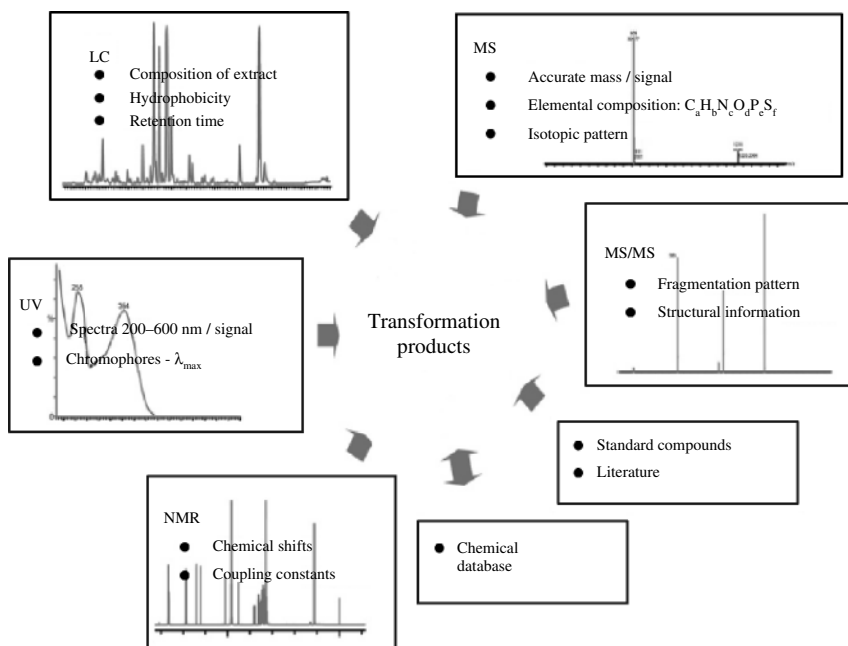 LC
● Composition of extract
● Hydrophobicity
● Retention time
MS
● Accurate mass / signal
● Elemental composition: CₐH_bN_cO_dPₑS_f
● Isotopic pattern
MS/MS
● Fragmentation pattern
● Structural information
UV
● Spectra 200–600 nm / signal
● Chromophores - λ_max
Transformation
products
● Standard compounds
● Literature
NMR
● Chemical shifts
● Coupling constants
● Chemical
database